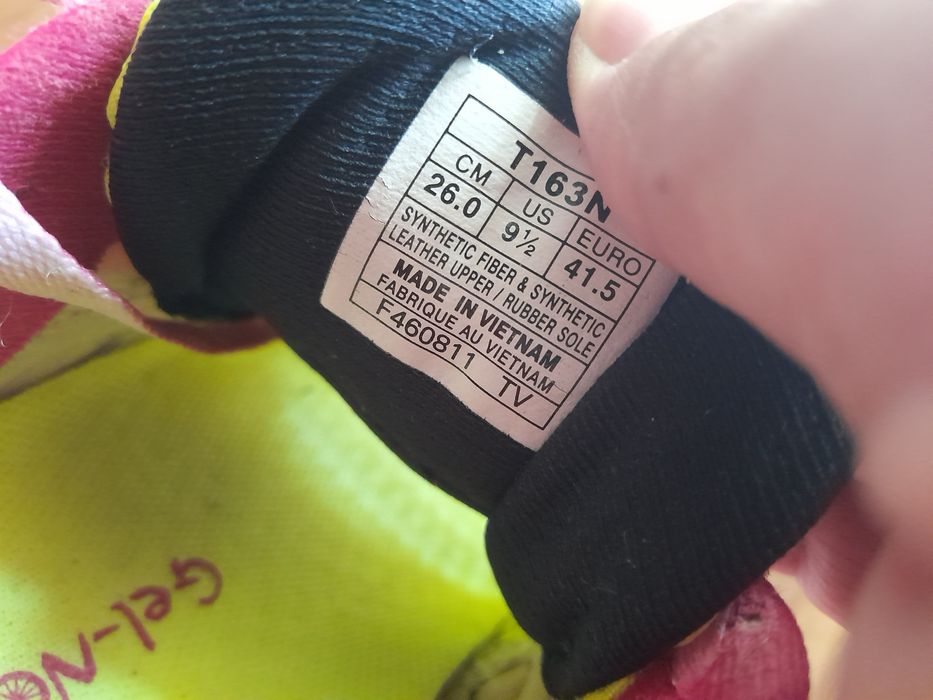 T163N
CM US EURO
26.0 9½ 41.5
SYNTHETIC FIBER & SYNTHETIC
LEATHER UPPER / RUBBER SOLE
MADE IN VIETNAM
FABRIQUE AU VIETNAM
F460811 TV
Gel-No